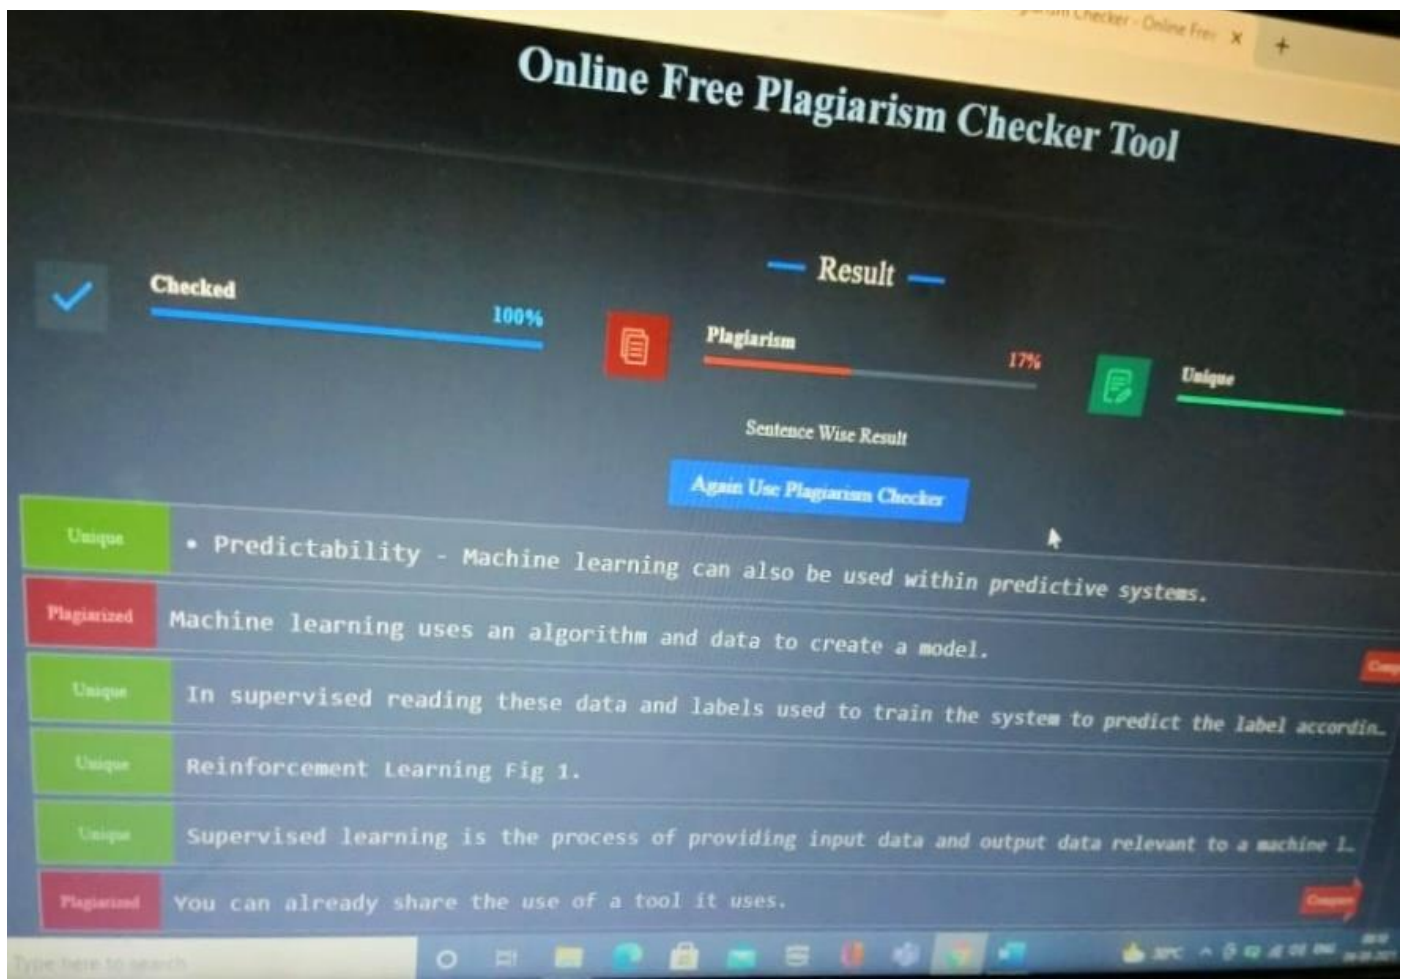 Checker - Online Free
Online Free Plagiarism Checker Tool
Result
Checked
100%
Plagiarism
17%
Unique
Sentence Wise Result
Again Use Plagiarism Checker
Unique • Predictability - Machine learning can also be used within predictive systems.
Plagiarized Machine learning uses an algorithm and data to create a model.
Unique In supervised reading these data and labels used to train the system to predict the label accordin…
Unique Reinforcement Learning Fig 1.
Unique Supervised learning is the process of providing input data and output data relevant to a machine l…
Plagiarized You can already share the use of a tool it uses. Compare
Type here to search
ENG